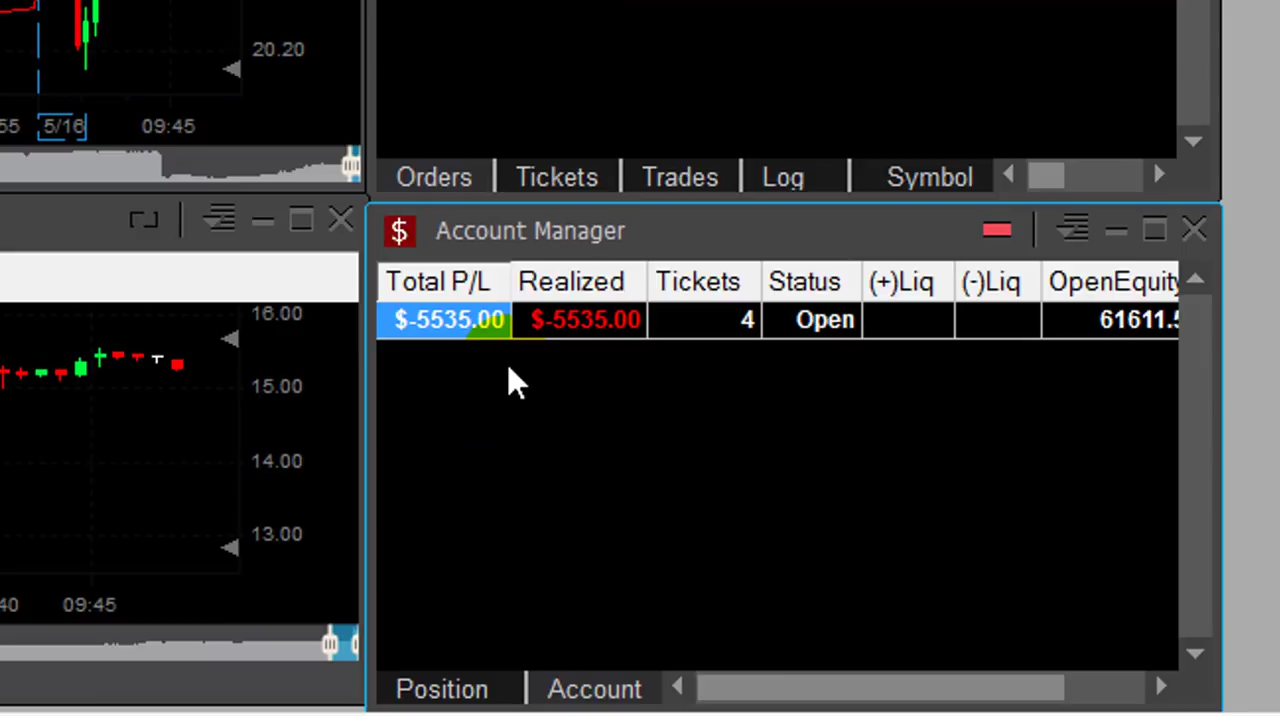 20.20
55 5/16 09:45
Orders Tickets Trades Log Symbol
$ Account Manager
Total P/L Realized Tickets Status (+)Liq (-)Liq OpenEquity
$-5535.00 $-5535.00 4 Open 61611.5
16.00
15.00
14.00
13.00
40 09:45
Position Account